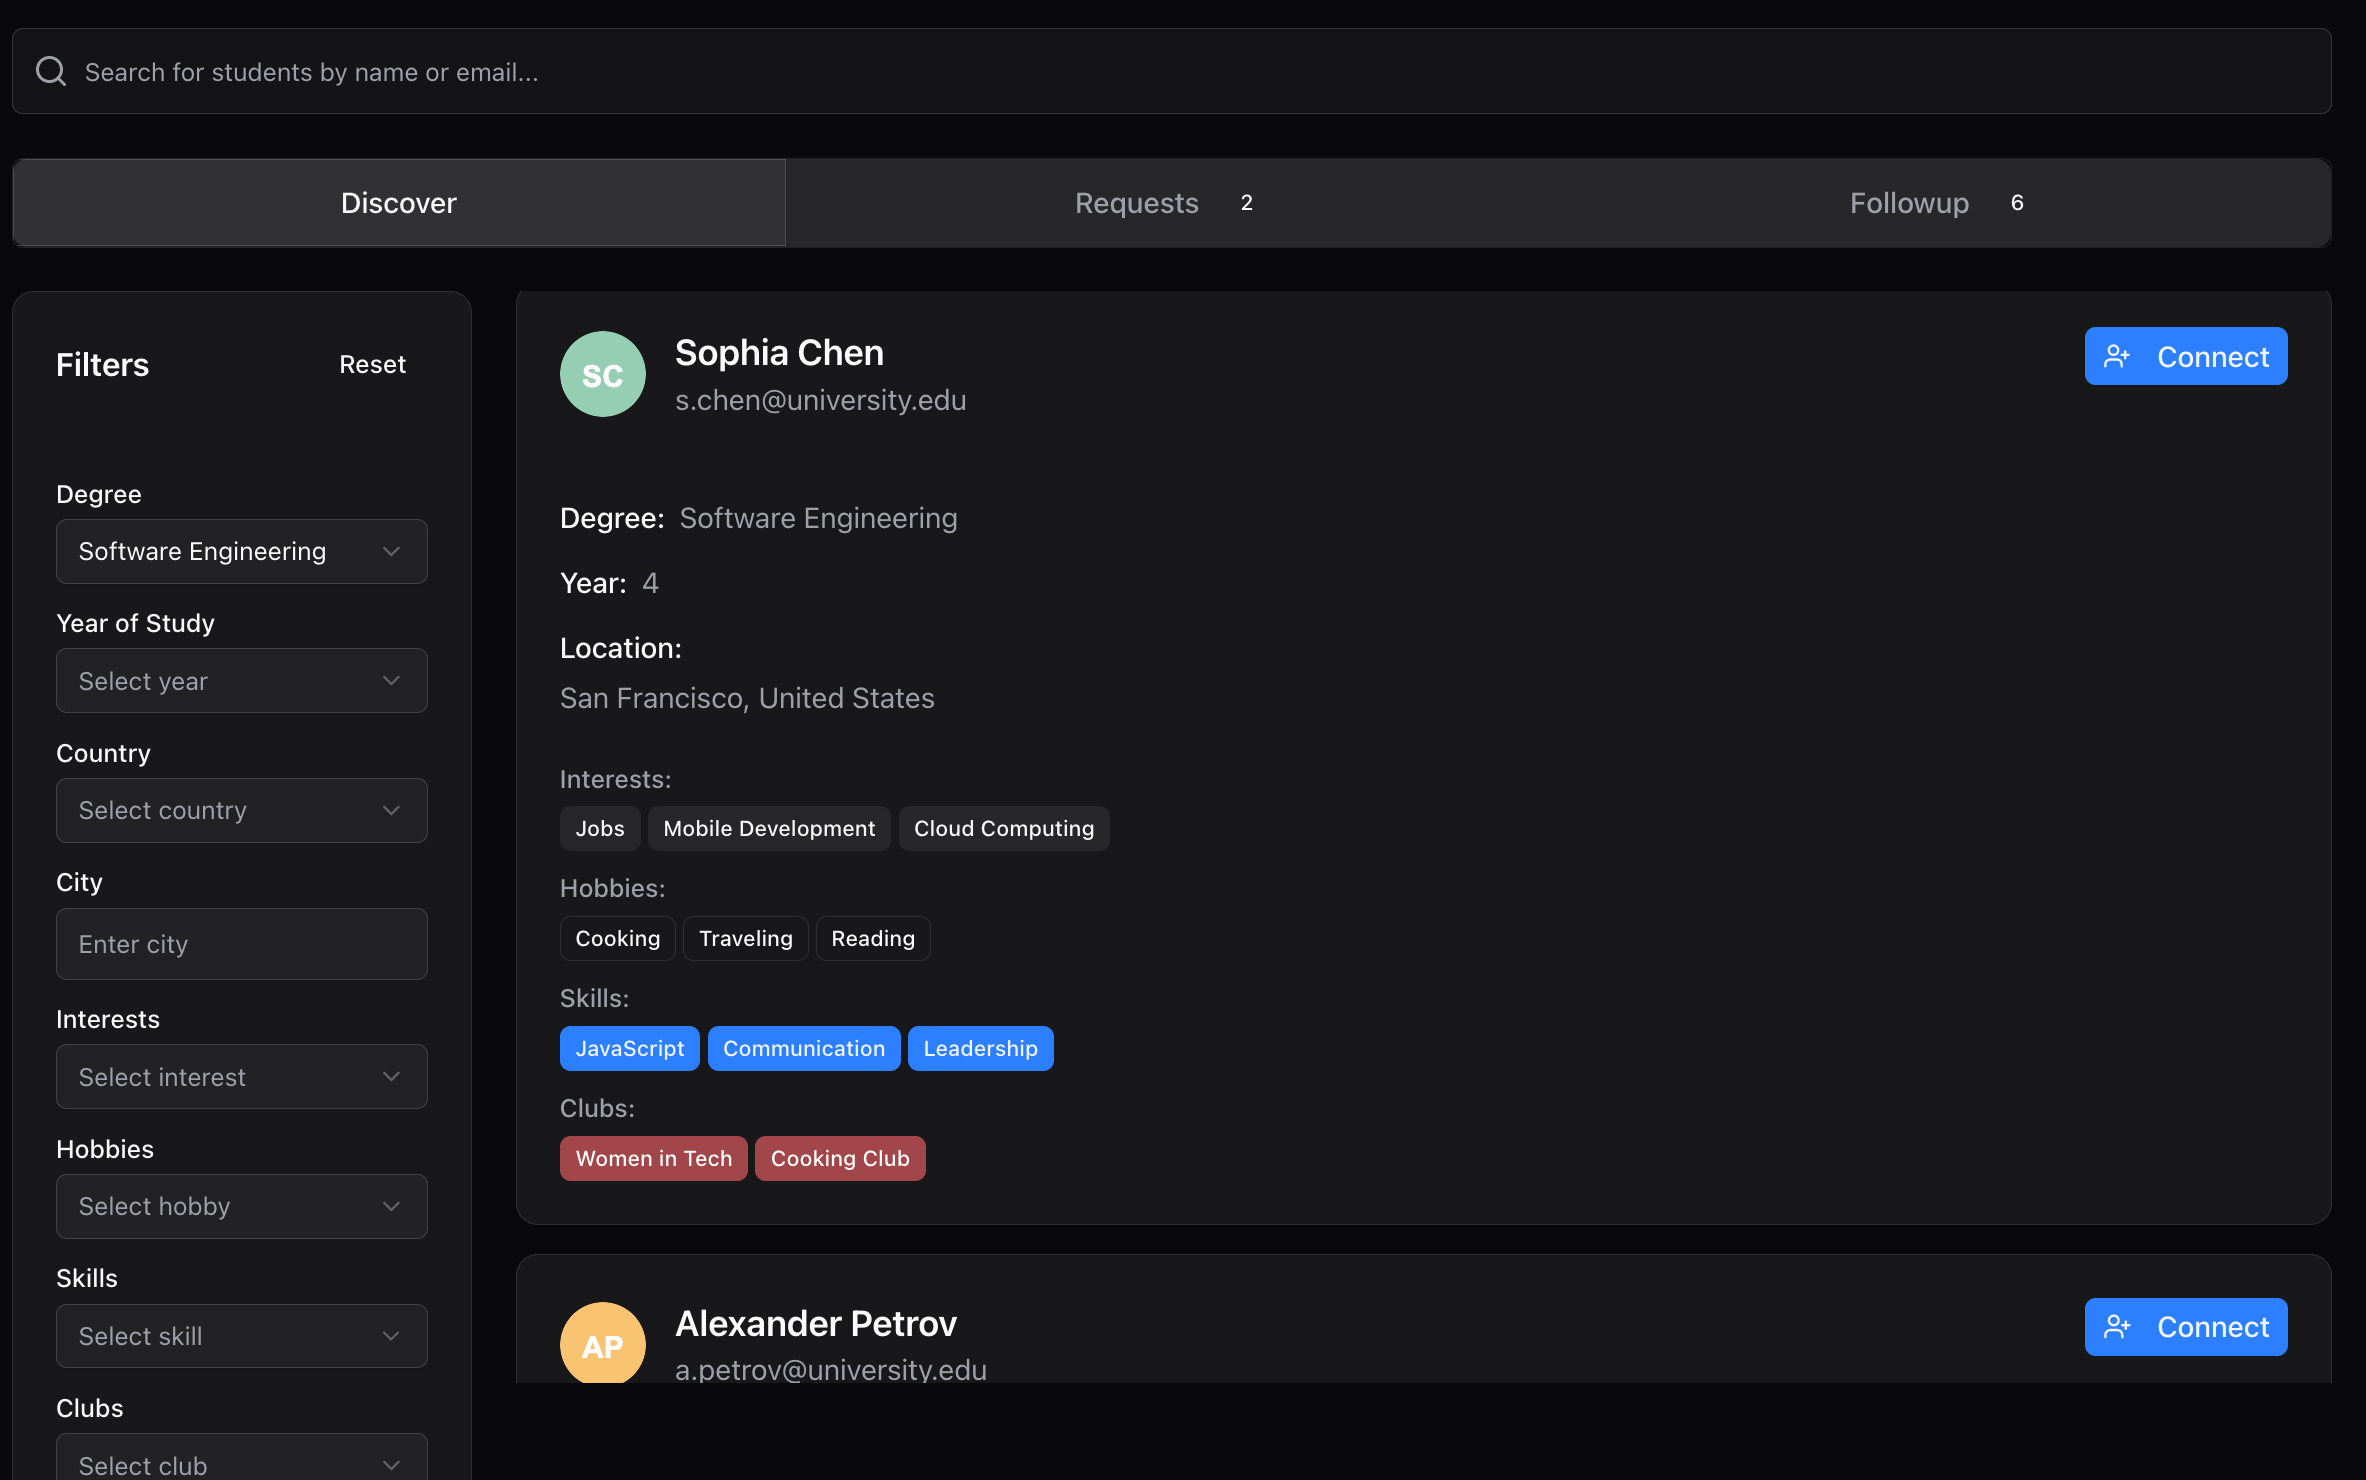 Search for students by name or email...
Discover
Requests 2
Followup 6
Filters Reset
Degree
Software Engineering
Year of Study
Select year
Country
Select country
City
Enter city
Interests
Select interest
Hobbies
Select hobby
Skills
Select skill
Clubs
Select club
SC
Sophia Chen
s.chen@university.edu
Connect
Degree: Software Engineering
Year: 4
Location:
San Francisco, United States
Interests:
Jobs Mobile Development Cloud Computing
Hobbies:
Cooking Traveling Reading
Skills:
JavaScript Communication Leadership
Clubs:
Women in Tech Cooking Club
AP
Alexander Petrov
a.petrov@university.edu
Connect